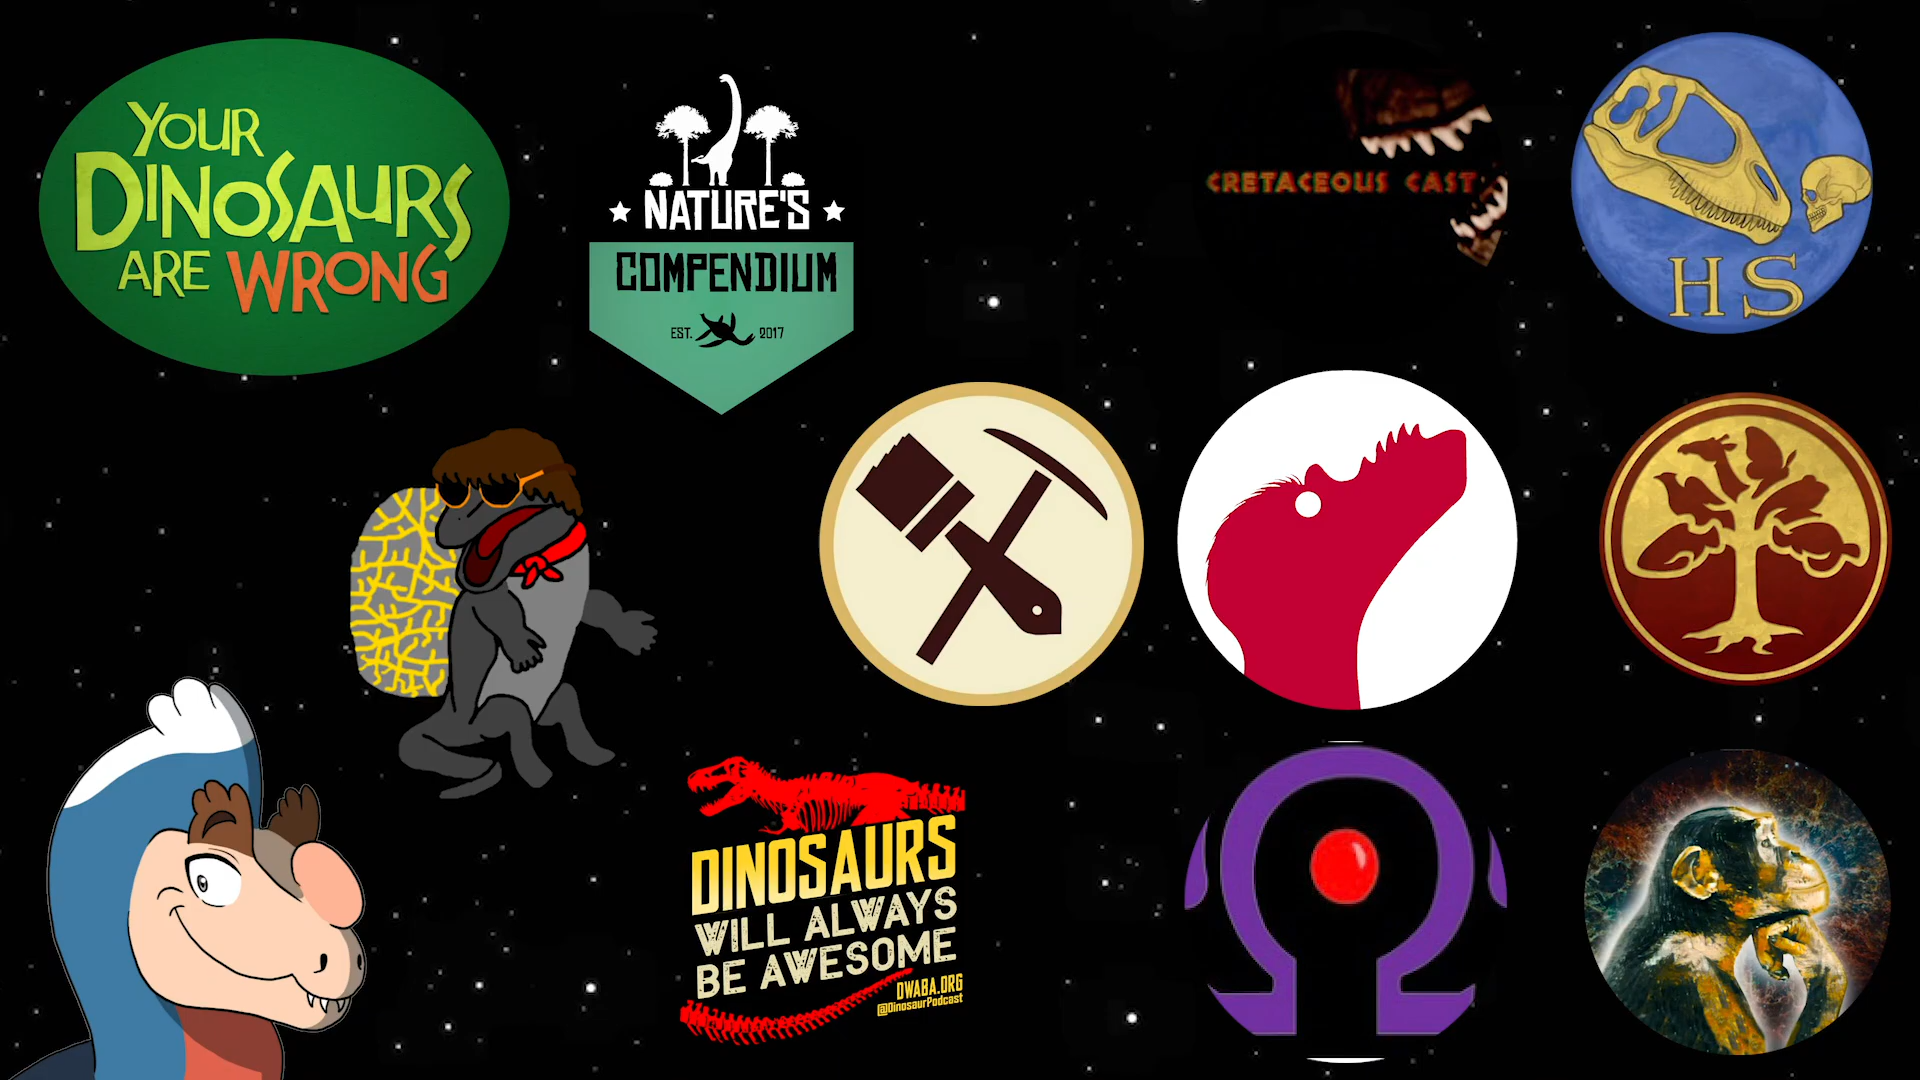 YOUR
DINOSAURS
ARE WRONG
NATURE'S
COMPENDIUM
EST. 2017
CRETACEOUS CAST
HS
DINOSAURS
WILL ALWAYS
BE AWESOME
DWABA.ORG
@DinosaurPodcast